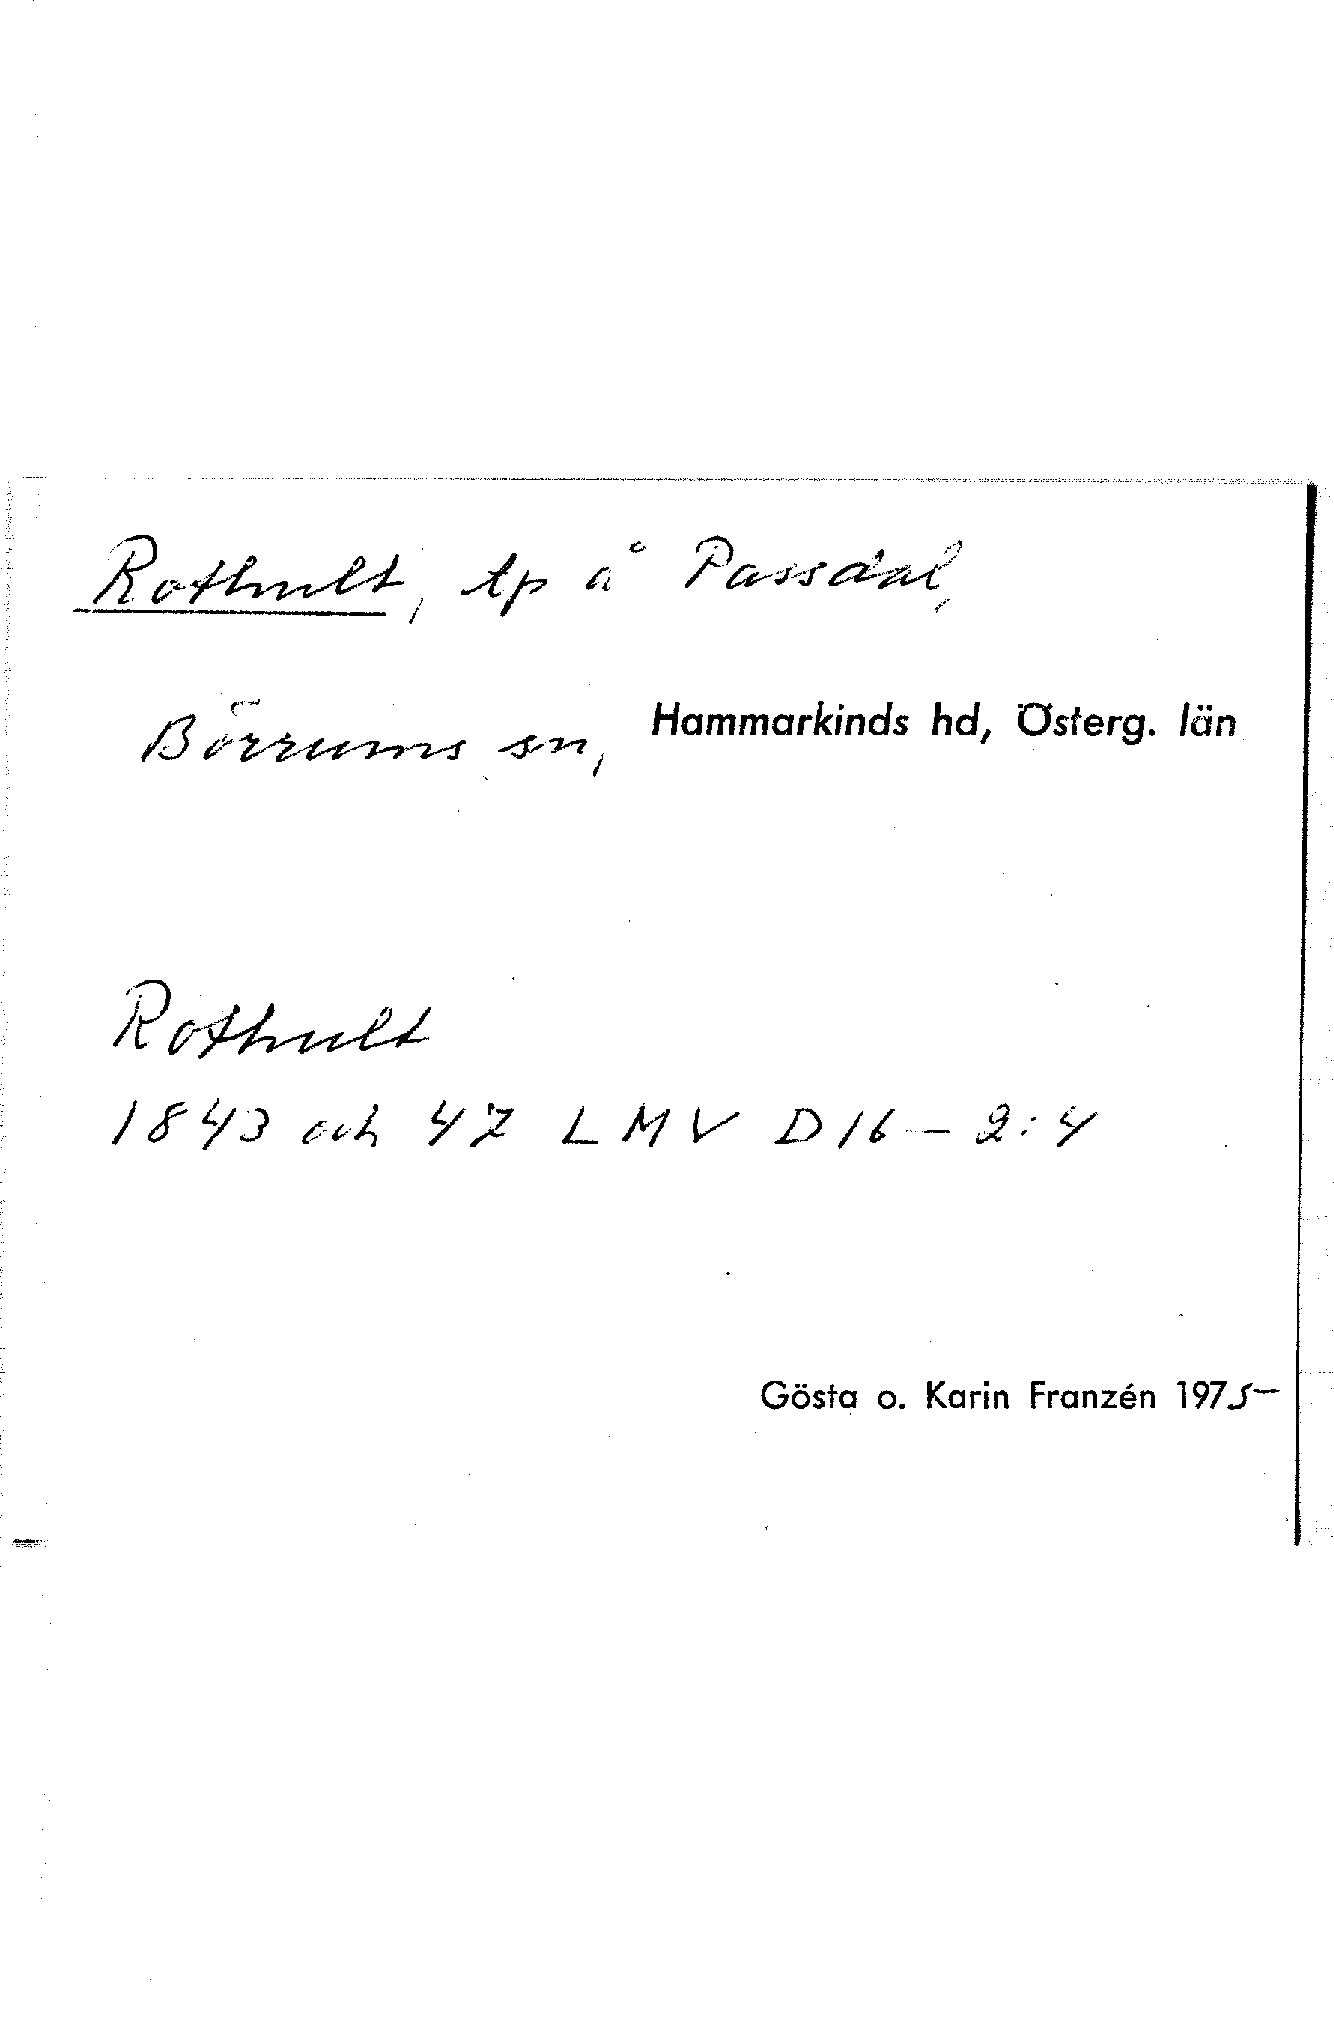 Rothult, tp å Passdal,
Börrums sn, Hammarkinds hd, Österg. län
Rothult
1843 och 47 LMV D16 — 2:4
Gösta o. Karin Franzén 1975